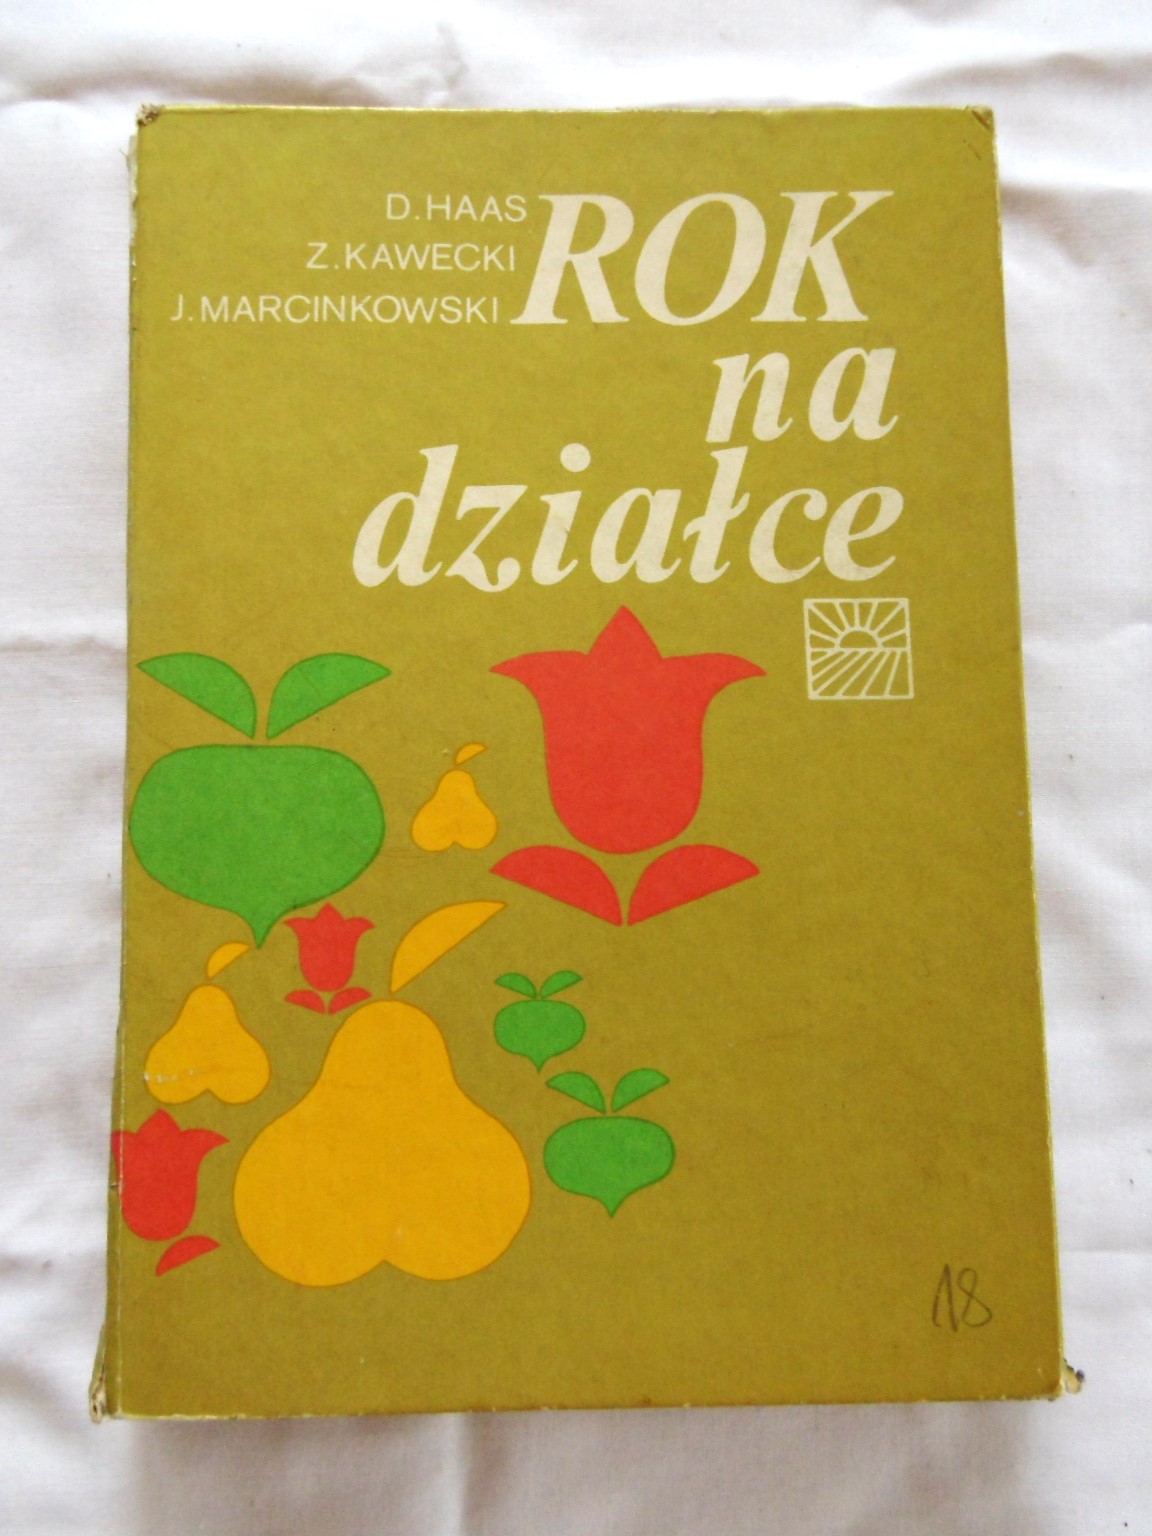 D.HAAS
Z.KAWECKI
J.MARCINKOWSKI
ROK
na
działce
18